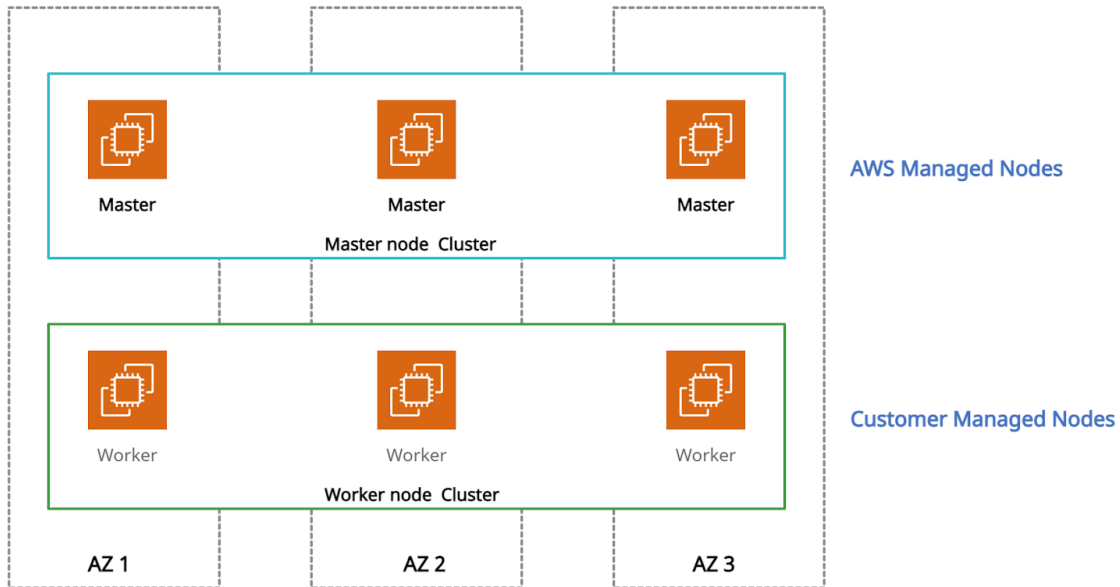 AWS Managed Nodes
Master
Master
Master
Master node Cluster
Customer Managed Nodes
Worker
Worker
Worker
Worker node Cluster
AZ 1
AZ 2
AZ 3